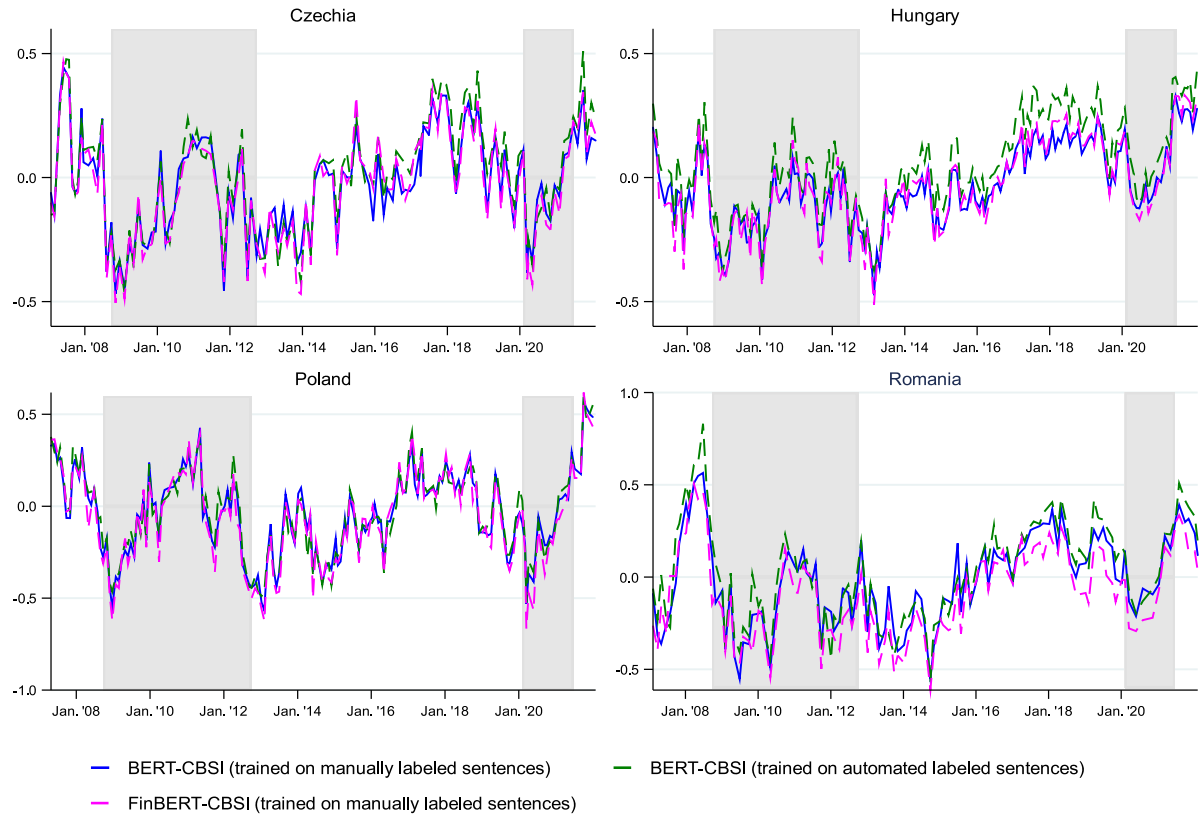 Czechia
Hungary
0.5
0.0
-0.5
Jan. '08 Jan. '10 Jan. '12 Jan. '14 Jan. '16 Jan. '18 Jan. '20
0.5
0.0
-0.5
Jan. '08 Jan. '10 Jan. '12 Jan. '14 Jan. '16 Jan. '18 Jan. '20
Poland
Romania
0.5
0.0
-0.5
-1.0
Jan. '08 Jan. '10 Jan. '12 Jan. '14 Jan. '16 Jan. '18 Jan. '20
1.0
0.5
0.0
-0.5
Jan. '08 Jan. '10 Jan. '12 Jan. '14 Jan. '16 Jan. '18 Jan. '20
BERT-CBSI (trained on manually labeled sentences)
BERT-CBSI (trained on automated labeled sentences)
FinBERT-CBSI (trained on manually labeled sentences)